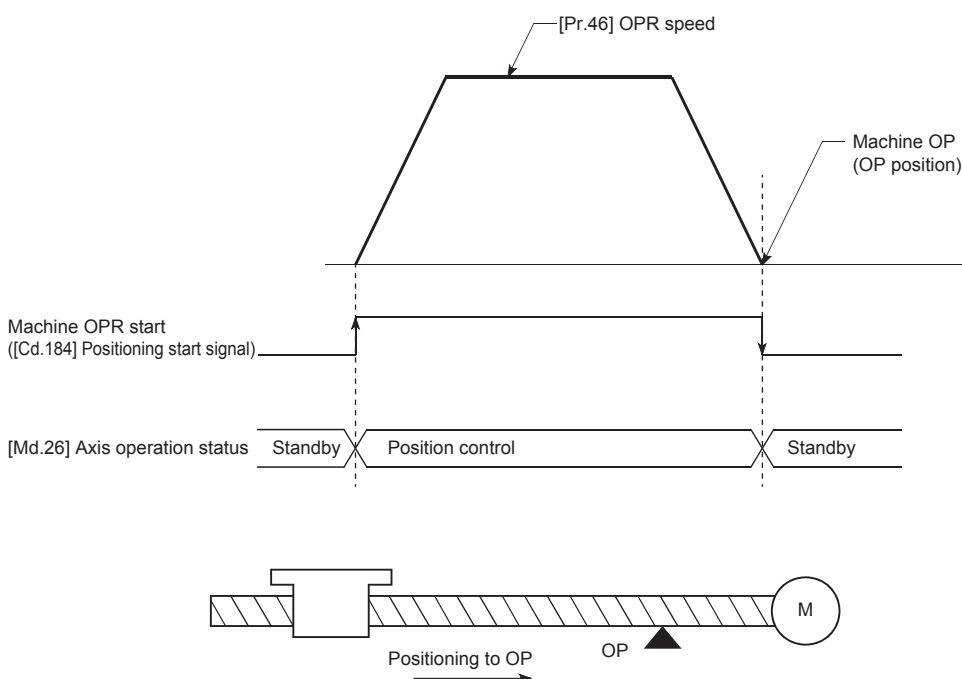 [Pr.46] OPR speed
Machine OP
(OP position)
Machine OPR start
([Cd.184] Positioning start signal)
[Md.26] Axis operation status
Standby
Position control
Standby
M
OP
Positioning to OP